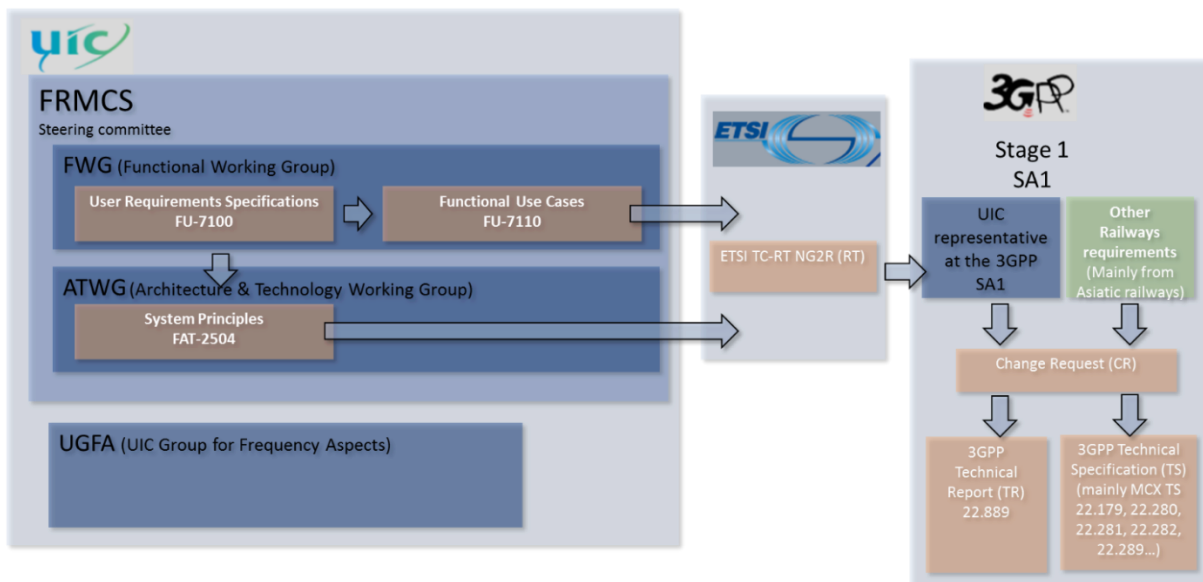 uic
FRMCS
Steering committee
FWG (Functional Working Group)
User Requirements Specifications
FU-7100
Functional Use Cases
FU-7110
ATWG (Architecture & Technology Working Group)
System Principles
FAT-2504
UGFA (UIC Group for Frequency Aspects)
ETSI
ETSI TC-RT NG2R (RT)
3GPP
Stage 1
SA1
UIC
representative
at the 3GPP
SA1
Other
Railways
requirements
(Mainly from
Asiatic railways)
Change Request (CR)
3GPP
Technical
Report (TR)
22.889
3GPP Technical
Specification (TS)
(mainly MCX TS
22.179, 22.280,
22.281, 22.282,
22.289...)